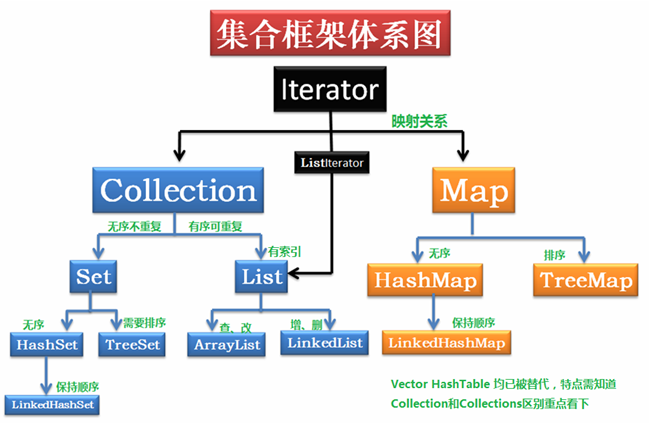 集合框架体系图
Iterator
映射关系
ListIterator
Collection
Map
无序不重复
有序可重复
有索引
无序
排序
Set
List
HashMap
TreeMap
无序
需要排序
查、改
增、删
保持顺序
HashSet
TreeSet
ArrayList
LinkedList
LinkedHashMap
保持顺序
LinkedHashSet
Vector HashTable 均已被替代，特点需知道
Collection和Collections区别重点看下